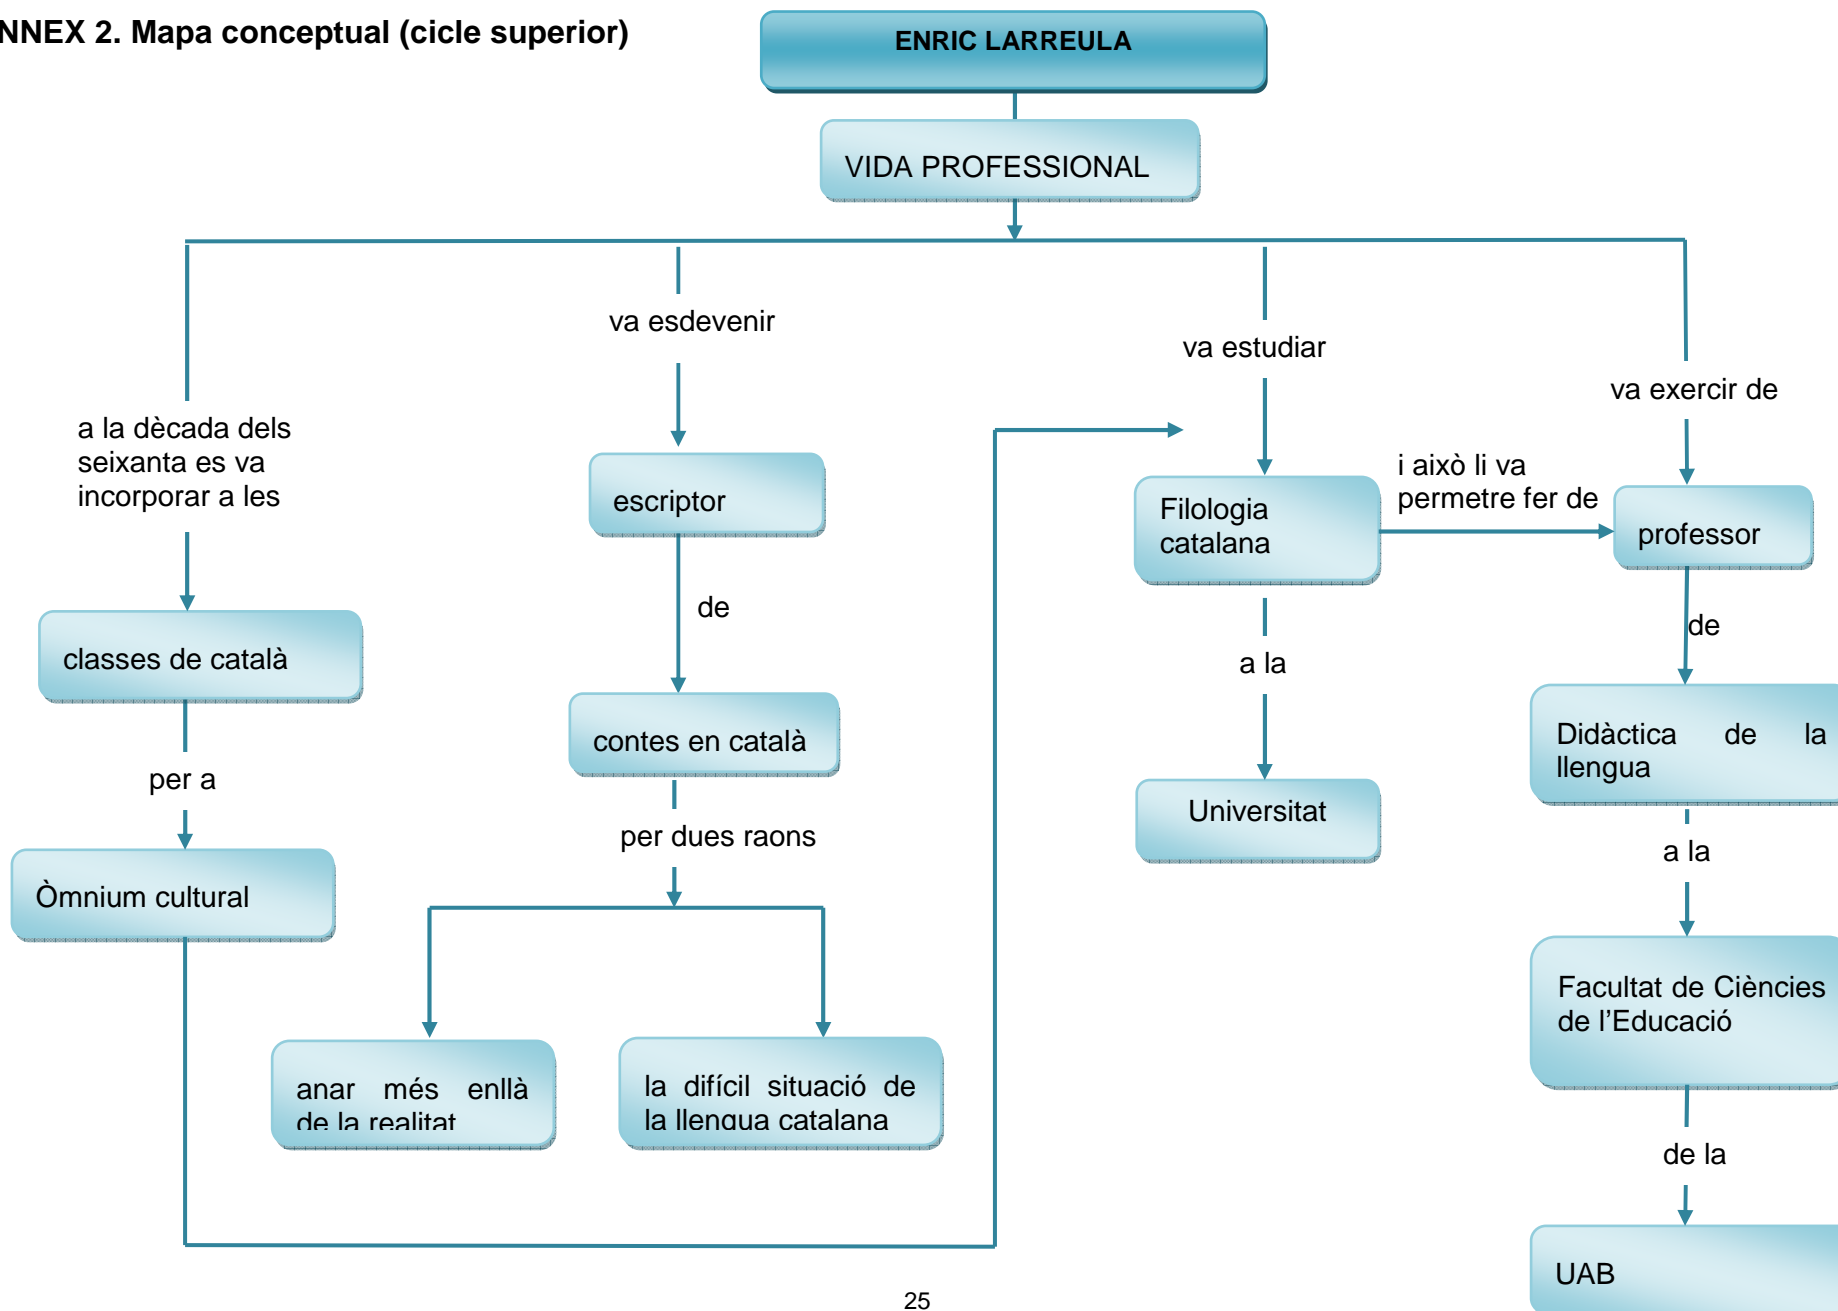 NNEX 2. Mapa conceptual (cicle superior)
ENRIC LARREULA
VIDA PROFESSIONAL
a la dècada dels
seixanta es va
incorporar a les
classes de català
per a
Òmnium cultural
va esdevenir
escriptor
de
contes en català
per dues raons
anar més enllà
de la realitat
la difícil situació de
la llengua catalana
va estudiar
Filologia
catalana
a la
Universitat
i això li va
permetre fer de
va exercir de
professor
de
Didàctica de la
llengua
a la
Facultat de Ciències
de l'Educació
de la
UAB
25